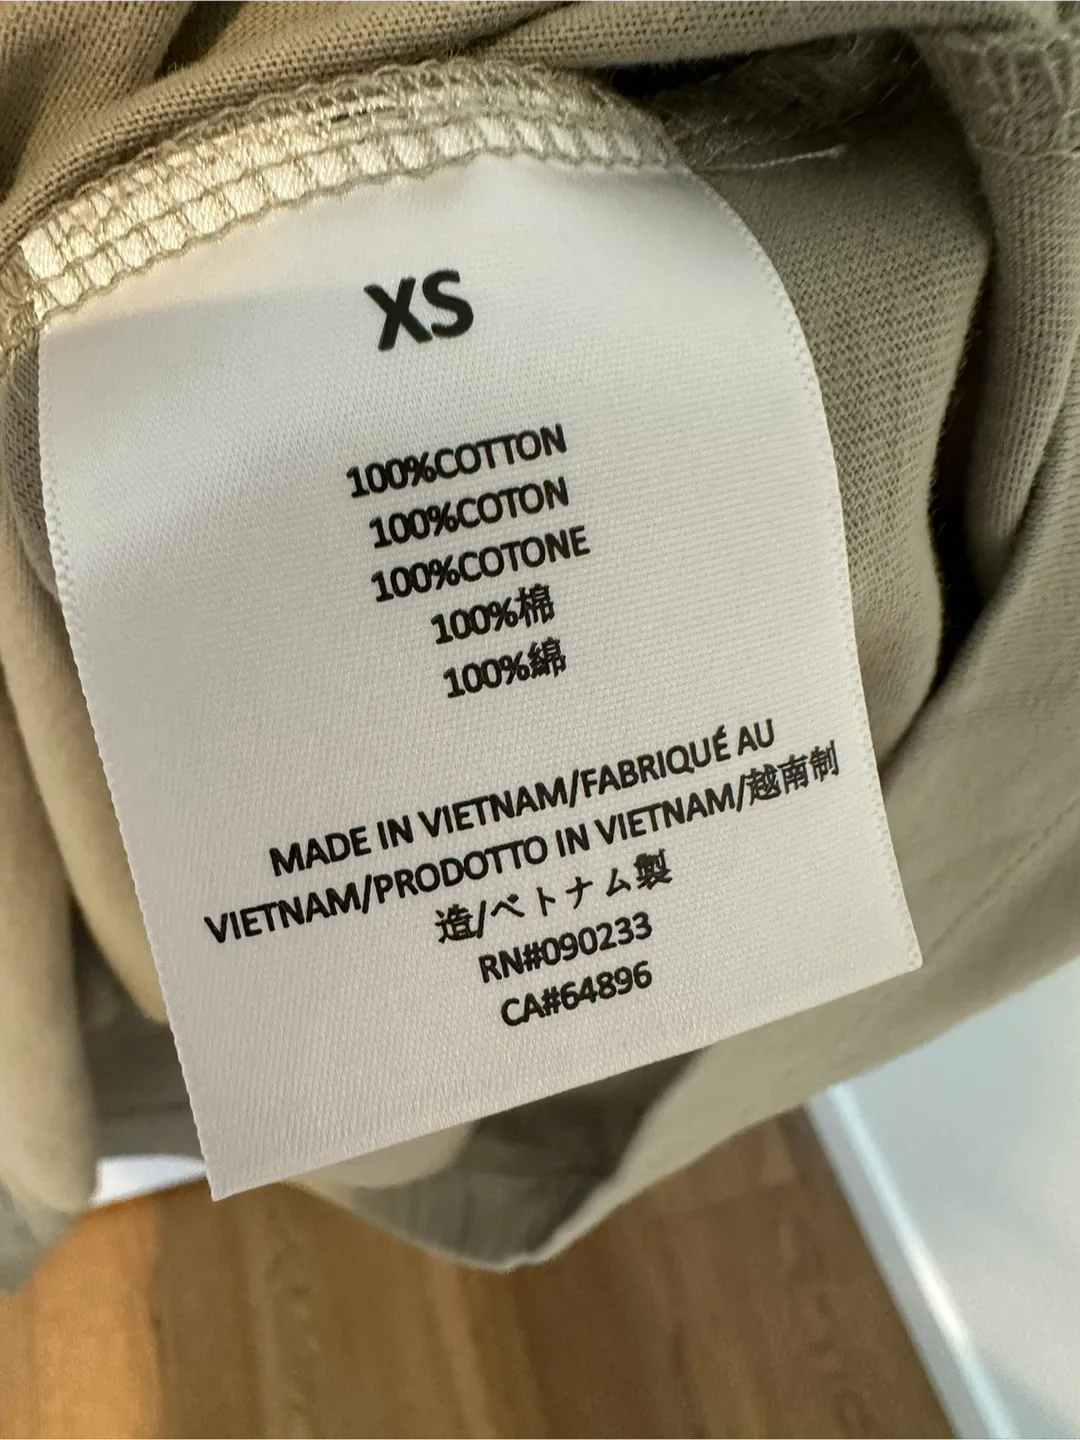 XS
100%COTTON
100%COTON
100%COTONE
100%棉
100%綿
MADE IN VIETNAM/FABRIQUÉ AU
VIETNAM/PRODOTTO IN VIETNAM/越南制
造/ベトナム製
RN#090233
CA#64896